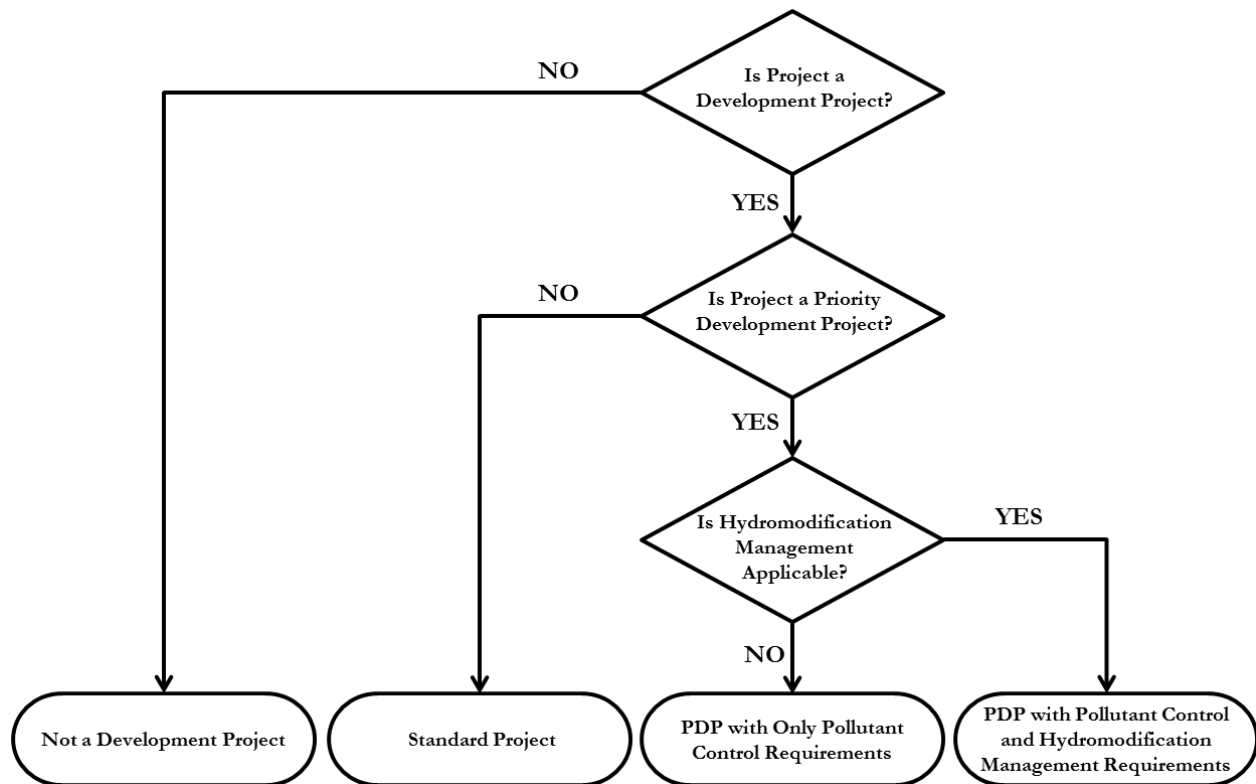 NO
Is Project a
Development Project?
YES
NO
Is Project a Priority
Development Project?
YES
Is Hydromodification
Management
Applicable?
YES
NO
Not a Development Project
Standard Project
PDP with Only Pollutant
Control Requirements
PDP with Pollutant Control
and Hydromodification
Management Requirements